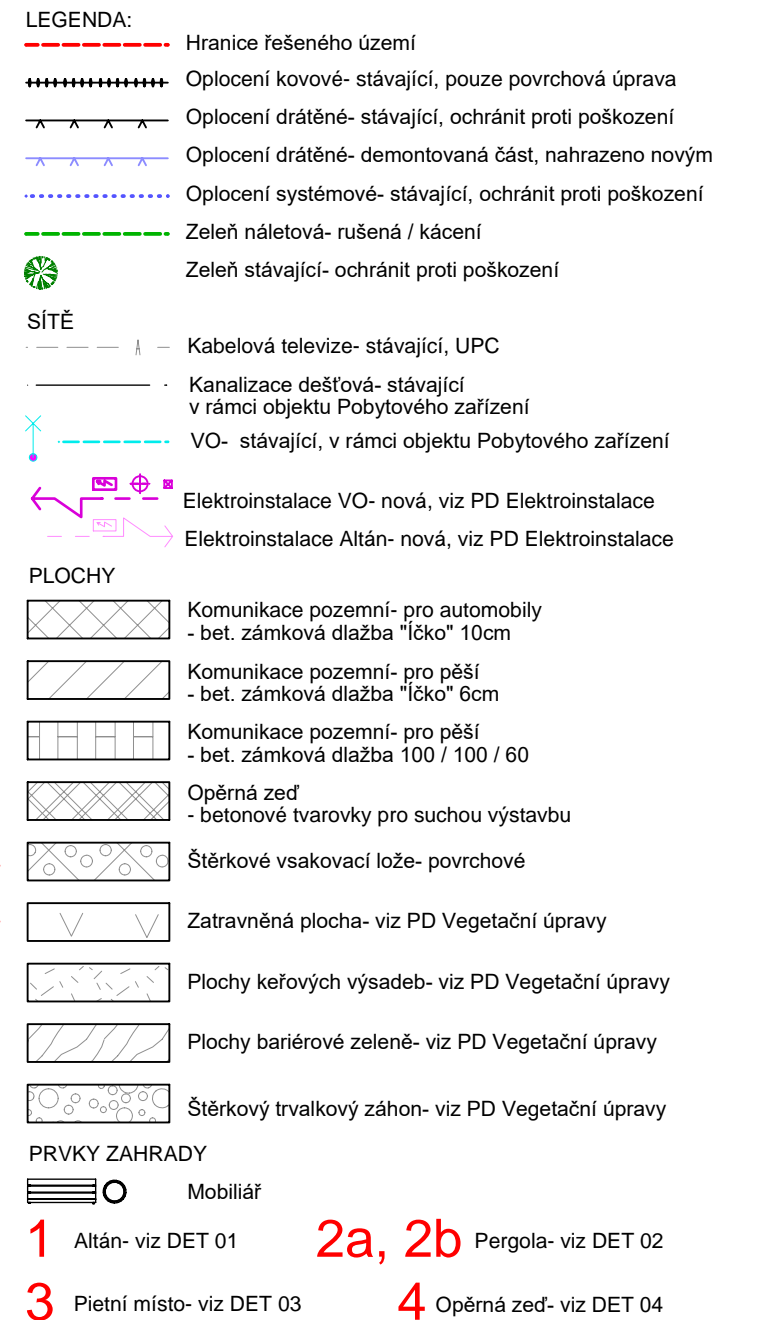 LEGENDA:
Hranice řešeného území
Oplocení kovové- stávající, pouze povrchová úprava
Oplocení drátěné- stávající, ochránit proti poškození
Oplocení drátěné- demontovaná část, nahrazeno novým
Oplocení systémové- stávající, ochránit proti poškození
Zeleň náletová- rušená / kácení
Zeleň stávající- ochránit proti poškození
SÍTĚ
Kabelová televize- stávající, UPC
Kanalizace dešťová- stávající
v rámci objektu Pobytového zařízení
VO- stávající, v rámci objektu Pobytového zařízení
Elektroinstalace VO- nová, viz PD Elektroinstalace
Elektroinstalace Altán- nová, viz PD Elektroinstalace
PLOCHY
Komunikace pozemní- pro automobily
- bet. zámková dlažba "Íčko" 10cm
Komunikace pozemní- pro pěší
- bet. zámková dlažba "Íčko" 6cm
Komunikace pozemní- pro pěší
- bet. zámková dlažba 100 / 100 / 60
Opěrná zeď
- betonové tvarovky pro suchou výstavbu
Štěrkové vsakovací lože- povrchové
Zatravněná plocha- viz PD Vegetační úpravy
Plochy keřových výsadeb- viz PD Vegetační úpravy
Plochy bariérové zeleně- viz PD Vegetační úpravy
Štěrkový trvalkový záhon- viz PD Vegetační úpravy
PRVKY ZAHRADY
Mobiliář
1 Altán- viz DET 01 2a, 2b Pergola- viz DET 02
3 Pietní místo- viz DET 03 4 Opěrná zeď- viz DET 04